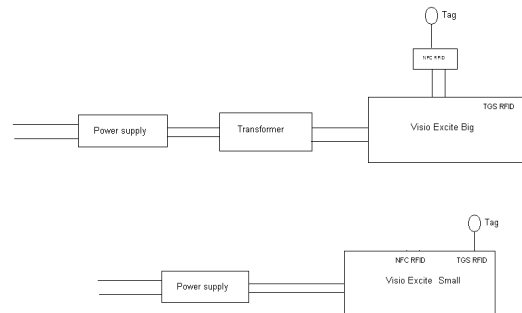 Tag
NFC RFID
TGS RFID
Power supply
Transformer
Visio Excite Big
Tag
NFC RFID TGS RFID
Power supply
Visio Excite Small